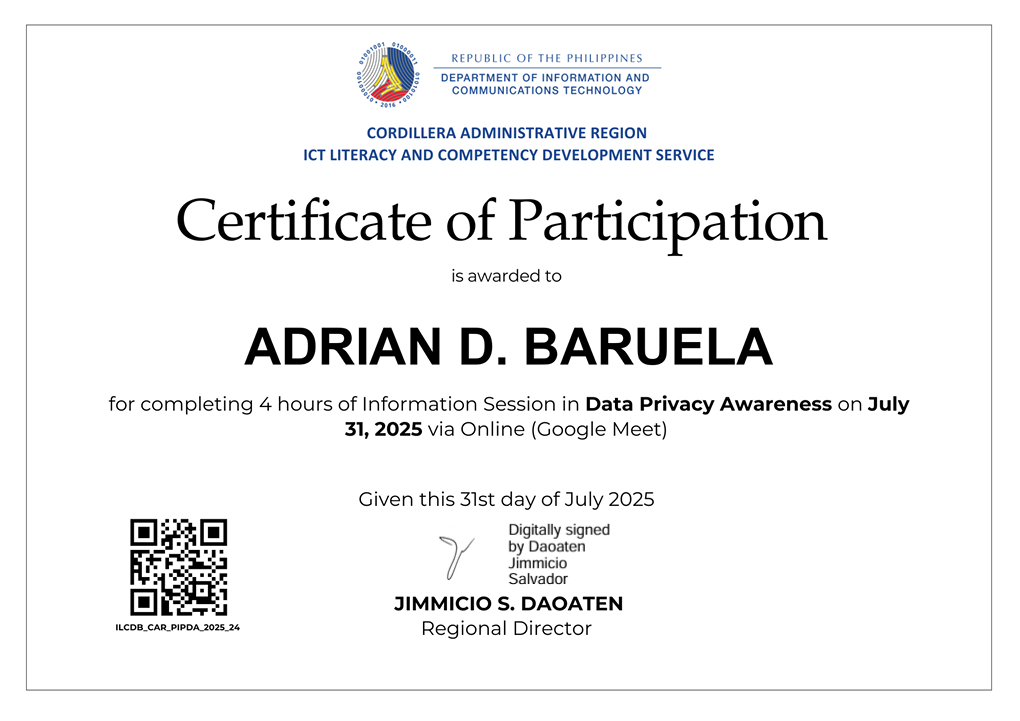 REPUBLIC OF THE PHILIPPINES
DEPARTMENT OF INFORMATION AND
COMMUNICATIONS TECHNOLOGY
2016
CORDILLERA ADMINISTRATIVE REGION
ICT LITERACY AND COMPETENCY DEVELOPMENT SERVICE
Certificate of Participation
is awarded to
ADRIAN D. BARUELA
for completing 4 hours of Information Session in Data Privacy Awareness on July
31, 2025 via Online (Google Meet)
Given this 31st day of July 2025
Digitally signed
by Daoaten
Jimmicio
Salvador
JIMMICIO S. DAOATEN
Regional Director
ILCDB_CAR_PIPDA_2025_24